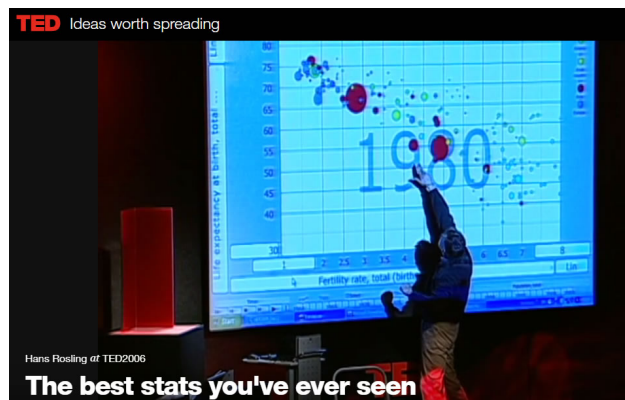 TED Ideas worth spreading
80
75
70
65
60
55
50
45
40
30
1980
Life expectancy at birth, total ...
1 2 2.5 3 3.5 4 6 6.5 7 8
Fertility rate, total (birth
Lin
Hans Rosling at TED2006
The best stats you've ever seen